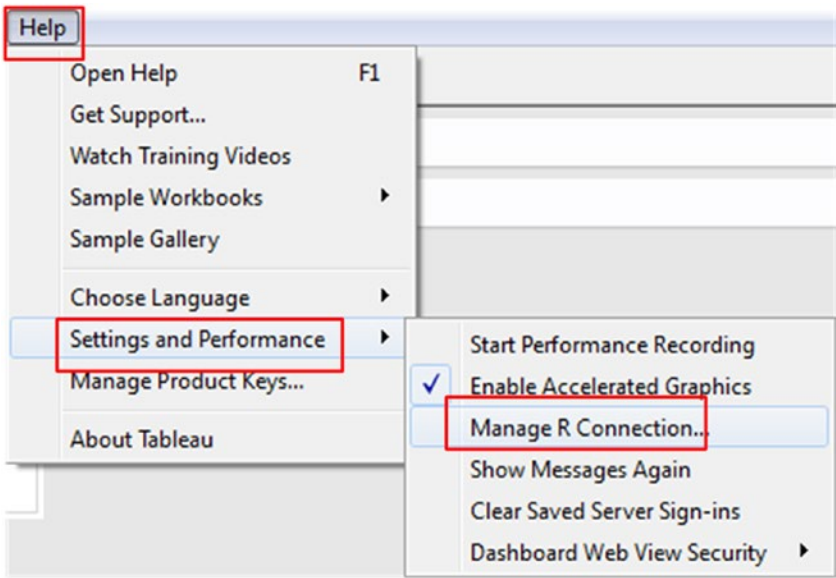 Help
Open Help F1
Get Support...
Watch Training Videos
Sample Workbooks
Sample Gallery
Choose Language
Settings and Performance
Manage Product Keys...
About Tableau
Start Performance Recording
Enable Accelerated Graphics
Manage R Connection...
Show Messages Again
Clear Saved Server Sign-ins
Dashboard Web View Security